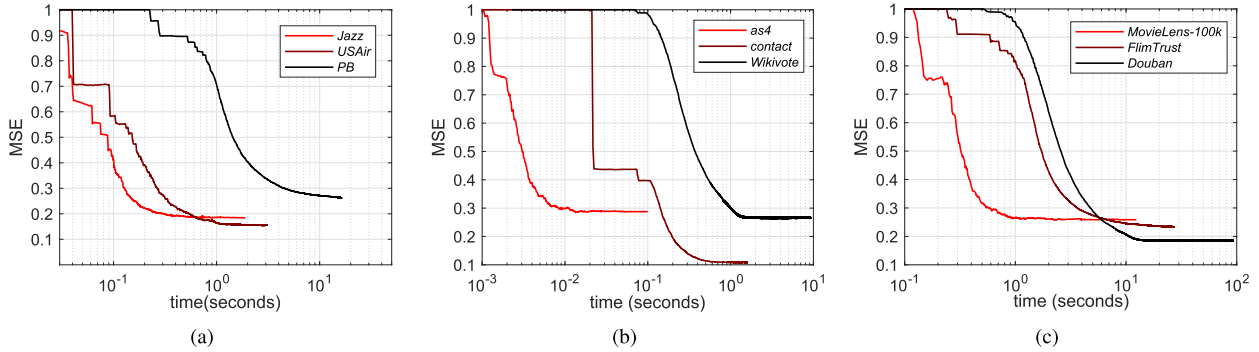 1
0.9
0.8
0.7
0.6
0.5
0.4
0.3
0.2
0.1
MSE
10^-1 10^0 10^1
time(seconds)
Jazz
USAir
PB
(a)
1
0.9
0.8
0.7
0.6
0.5
0.4
0.3
0.2
0.1
MSE
10^-3 10^-2 10^-1 10^0 10^1
time (seconds)
as4
contact
Wikivote
(b)
1
0.9
0.8
0.7
0.6
0.5
0.4
0.3
0.2
0.1
MSE
10^-1 10^0 10^1 10^2
time (seconds)
MovieLens-100k
FlimTrust
Douban
(c)